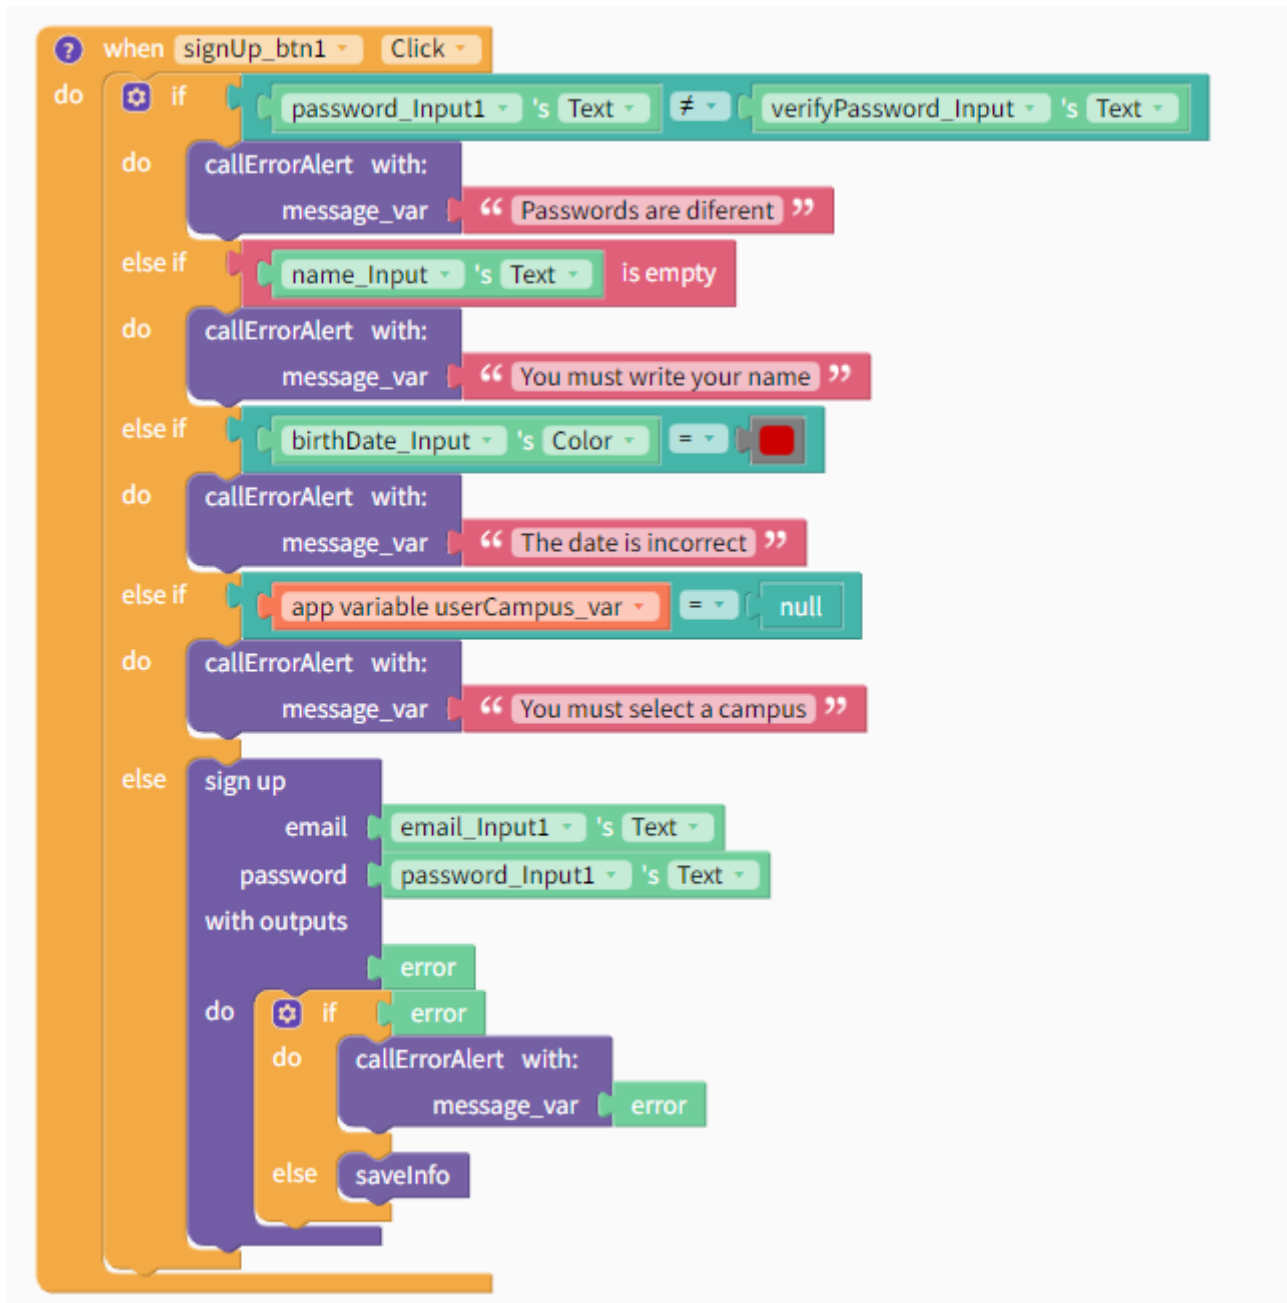 ? when signUp_btn1 Click
do if password_Input1 's Text ≠ verifyPassword_Input 's Text
do callErrorAlert with:
message_var “ Passwords are diferent ”
else if name_Input 's Text is empty
do callErrorAlert with:
message_var “ You must write your name ”
else if birthDate_Input 's Color =
do callErrorAlert with:
message_var “ The date is incorrect ”
else if app variable userCampus_var = null
do callErrorAlert with:
message_var “ You must select a campus ”
else sign up
email email_Input1 's Text
password password_Input1 's Text
with outputs
error
do if error
do callErrorAlert with:
message_var error
else saveInfo